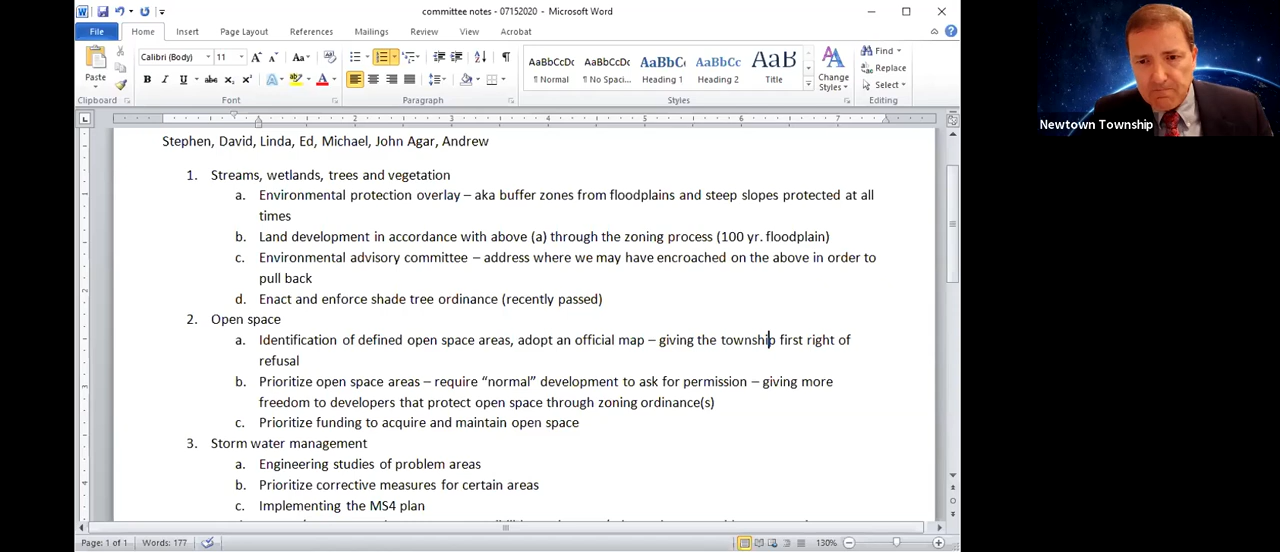 committee notes - 07152020 - Microsoft Word
File Home Insert Page Layout References Mailings Review View Acrobat
Calibri (Body) 11
Paste
B I U abc
AaBbCcDc AaBbCcDc AaBbCc AaBbCc AaB
¶ Normal ¶ No Spaci... Heading 1 Heading 2 Title
Change Styles
Find
Replace
Select
Clipboard Font Paragraph Styles Editing
Newtown Township
2 3 4 5 6 7
Stephen, David, Linda, Ed, Michael, John Agar, Andrew
1. Streams, wetlands, trees and vegetation
a. Environmental protection overlay – aka buffer zones from floodplains and steep slopes protected at all
times
b. Land development in accordance with above (a) through the zoning process (100 yr. floodplain)
c. Environmental advisory committee – address where we may have encroached on the above in order to
pull back
d. Enact and enforce shade tree ordinance (recently passed)
2. Open space
a. Identification of defined open space areas, adopt an official map – giving the township first right of
refusal
b. Prioritize open space areas – require “normal” development to ask for permission – giving more
freedom to developers that protect open space through zoning ordinance(s)
c. Prioritize funding to acquire and maintain open space
3. Storm water management
a. Engineering studies of problem areas
b. Prioritize corrective measures for certain areas
c. Implementing the MS4 plan
Page: 1 of 1 Words: 177 130%